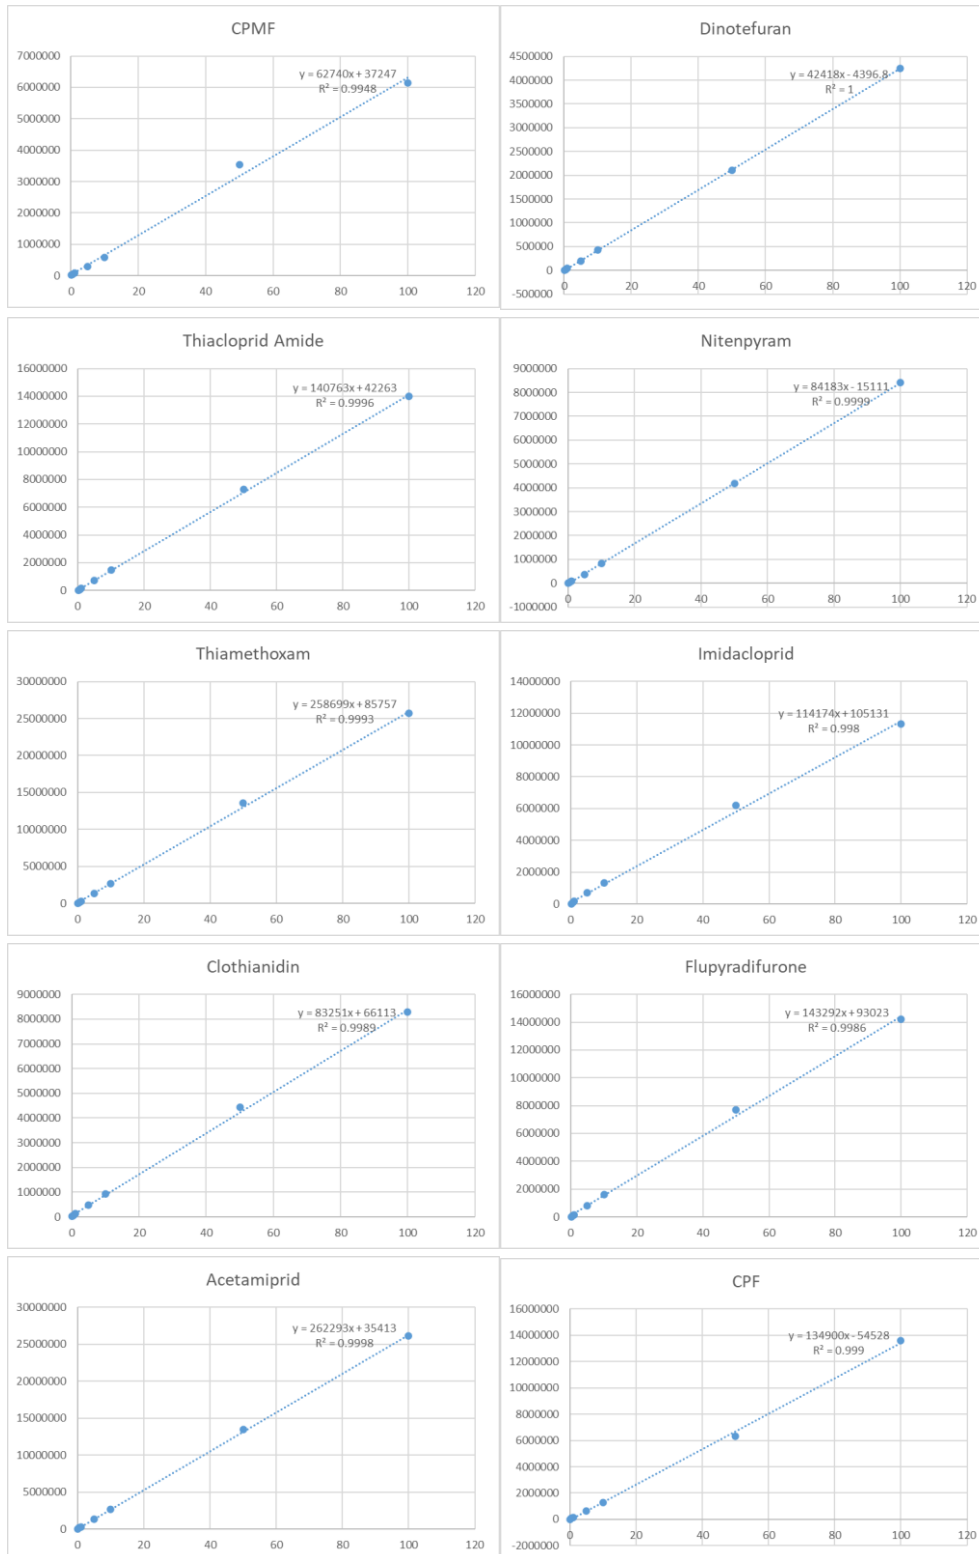 CPMF
7000000
6000000
5000000
4000000
3000000
2000000
1000000
0
y = 62740x + 37247
R² = 0.9948
0 20 40 60 80 100 120
Dinotefuran
4500000
4000000
3500000
3000000
2500000
2000000
1500000
1000000
500000
0
-500000
y = 42418x - 4396.8
R² = 1
0 20 40 60 80 100 120
Thiacloprid Amide
16000000
14000000
12000000
10000000
8000000
6000000
4000000
2000000
0
y = 140763x + 42263
R² = 0.9996
0 20 40 60 80 100 120
Nitenpyram
9000000
8000000
7000000
6000000
5000000
4000000
3000000
2000000
1000000
0
-1000000
y = 84183x - 15111
R² = 0.9999
0 20 40 60 80 100 120
Thiamethoxam
30000000
25000000
20000000
15000000
10000000
5000000
0
y = 258699x + 85757
R² = 0.9993
0 20 40 60 80 100 120
Imidacloprid
14000000
12000000
10000000
8000000
6000000
4000000
2000000
0
y = 114174x + 105131
R² = 0.998
0 20 40 60 80 100 120
Clothianidin
9000000
8000000
7000000
6000000
5000000
4000000
3000000
2000000
1000000
0
y = 83251x + 66113
R² = 0.9989
0 20 40 60 80 100 120
Flupyradifurone
16000000
14000000
12000000
10000000
8000000
6000000
4000000
2000000
0
y = 143292x + 93023
R² = 0.9986
0 20 40 60 80 100 120
Acetamiprid
30000000
25000000
20000000
15000000
10000000
5000000
0
y = 262293x + 35413
R² = 0.9998
0 20 40 60 80 100 120
CPF
16000000
14000000
12000000
10000000
8000000
6000000
4000000
2000000
0
-2000000
y = 134900x - 54528
R² = 0.999
0 20 40 60 80 100 120